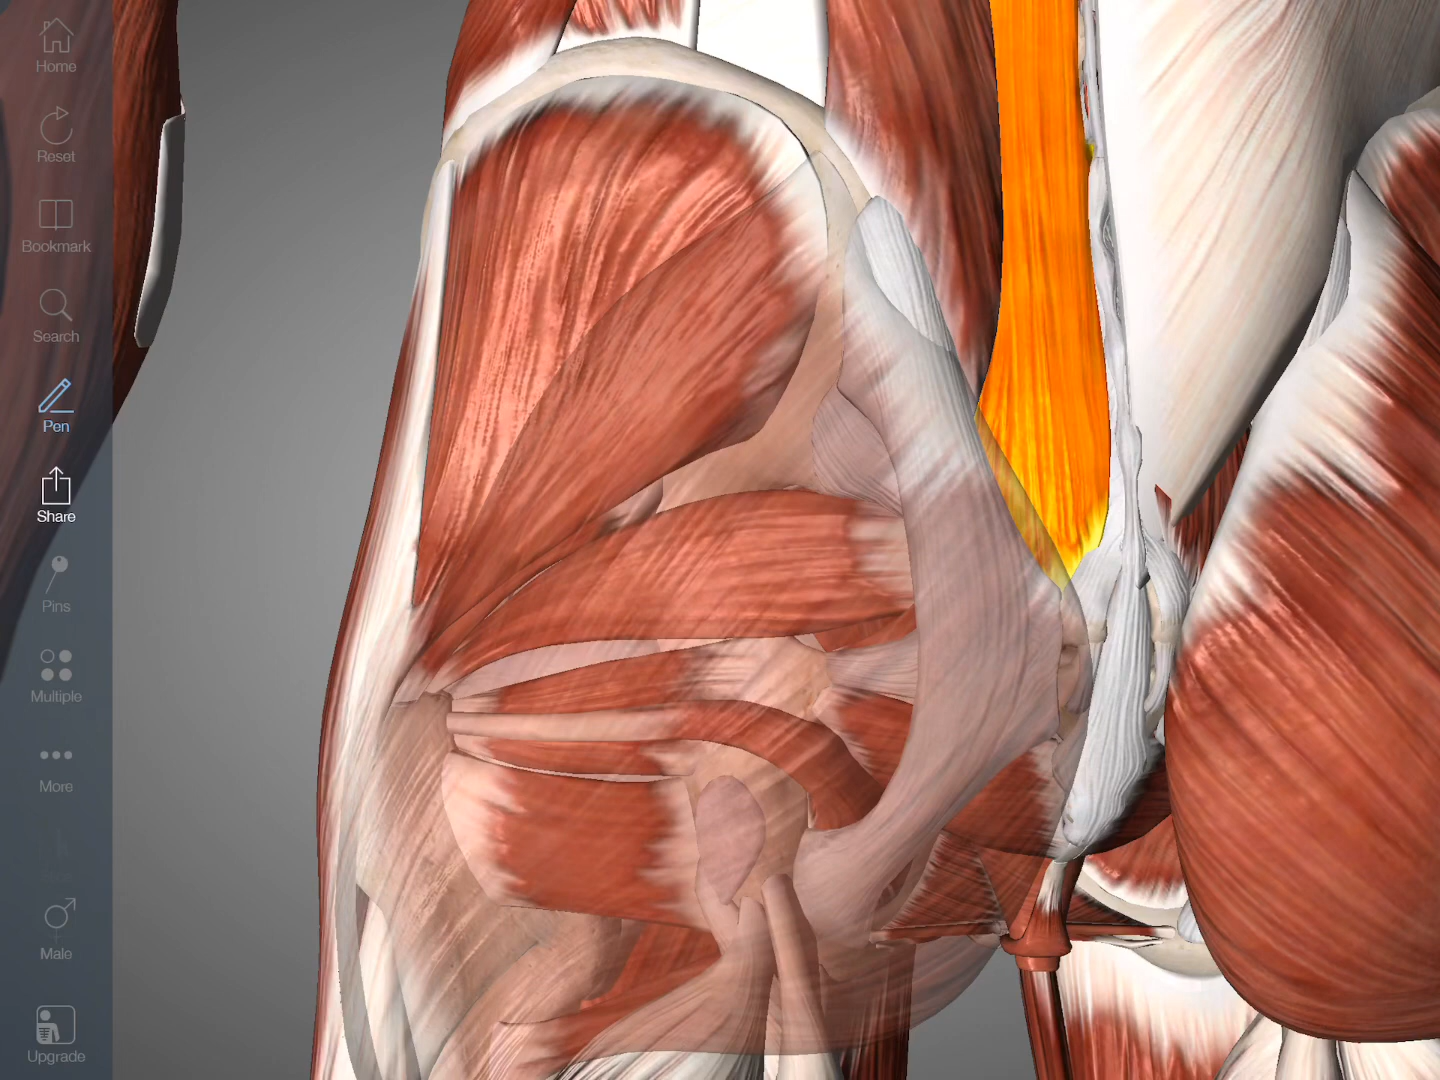 Home
Reset
Bookmark
Search
Pen
Share
Pins
Multiple
More
Male
Upgrade